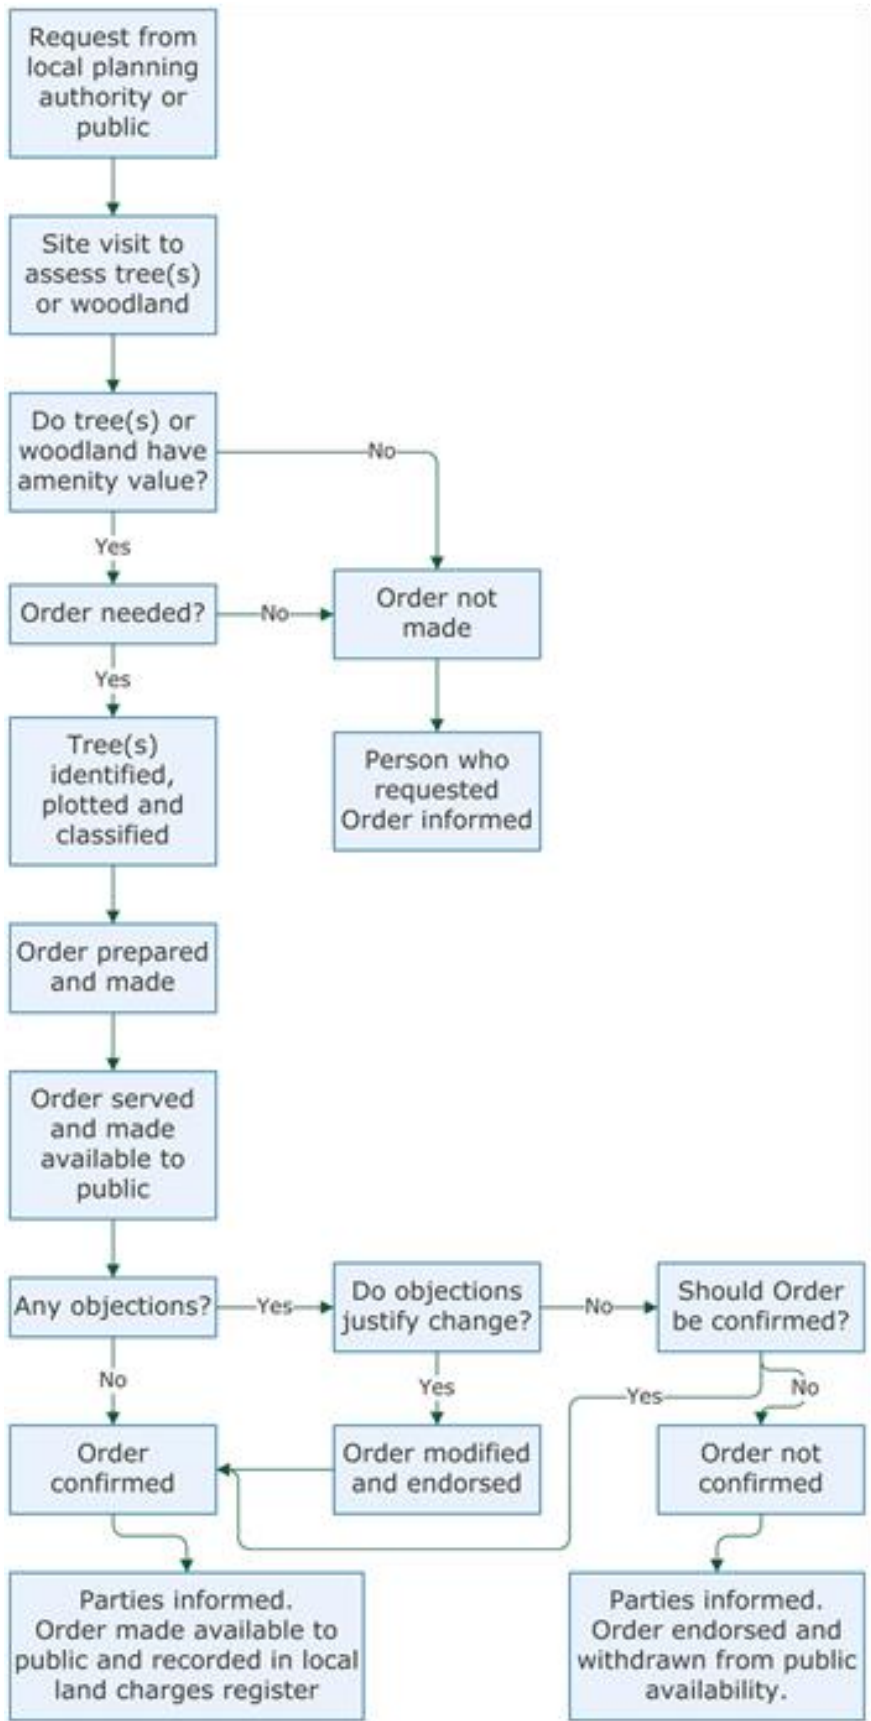 Request from
local planning
authority or
public
Site visit to
assess tree(s)
or woodland
Do tree(s) or
woodland have
amenity value?
No
Yes
Order needed?
No
Order not
made
Yes
Person who
requested
Order informed
Tree(s)
identified,
plotted and
classified
Order prepared
and made
Order served
and made
available to
public
Any objections?
Yes
Do objections
justify change?
No
Should Order
be confirmed?
No
Yes
Yes
No
Order
confirmed
Order modified
and endorsed
Order not
confirmed
Parties informed.
Order made available to
public and recorded in local
land charges register
Parties informed.
Order endorsed and
withdrawn from public
availability.